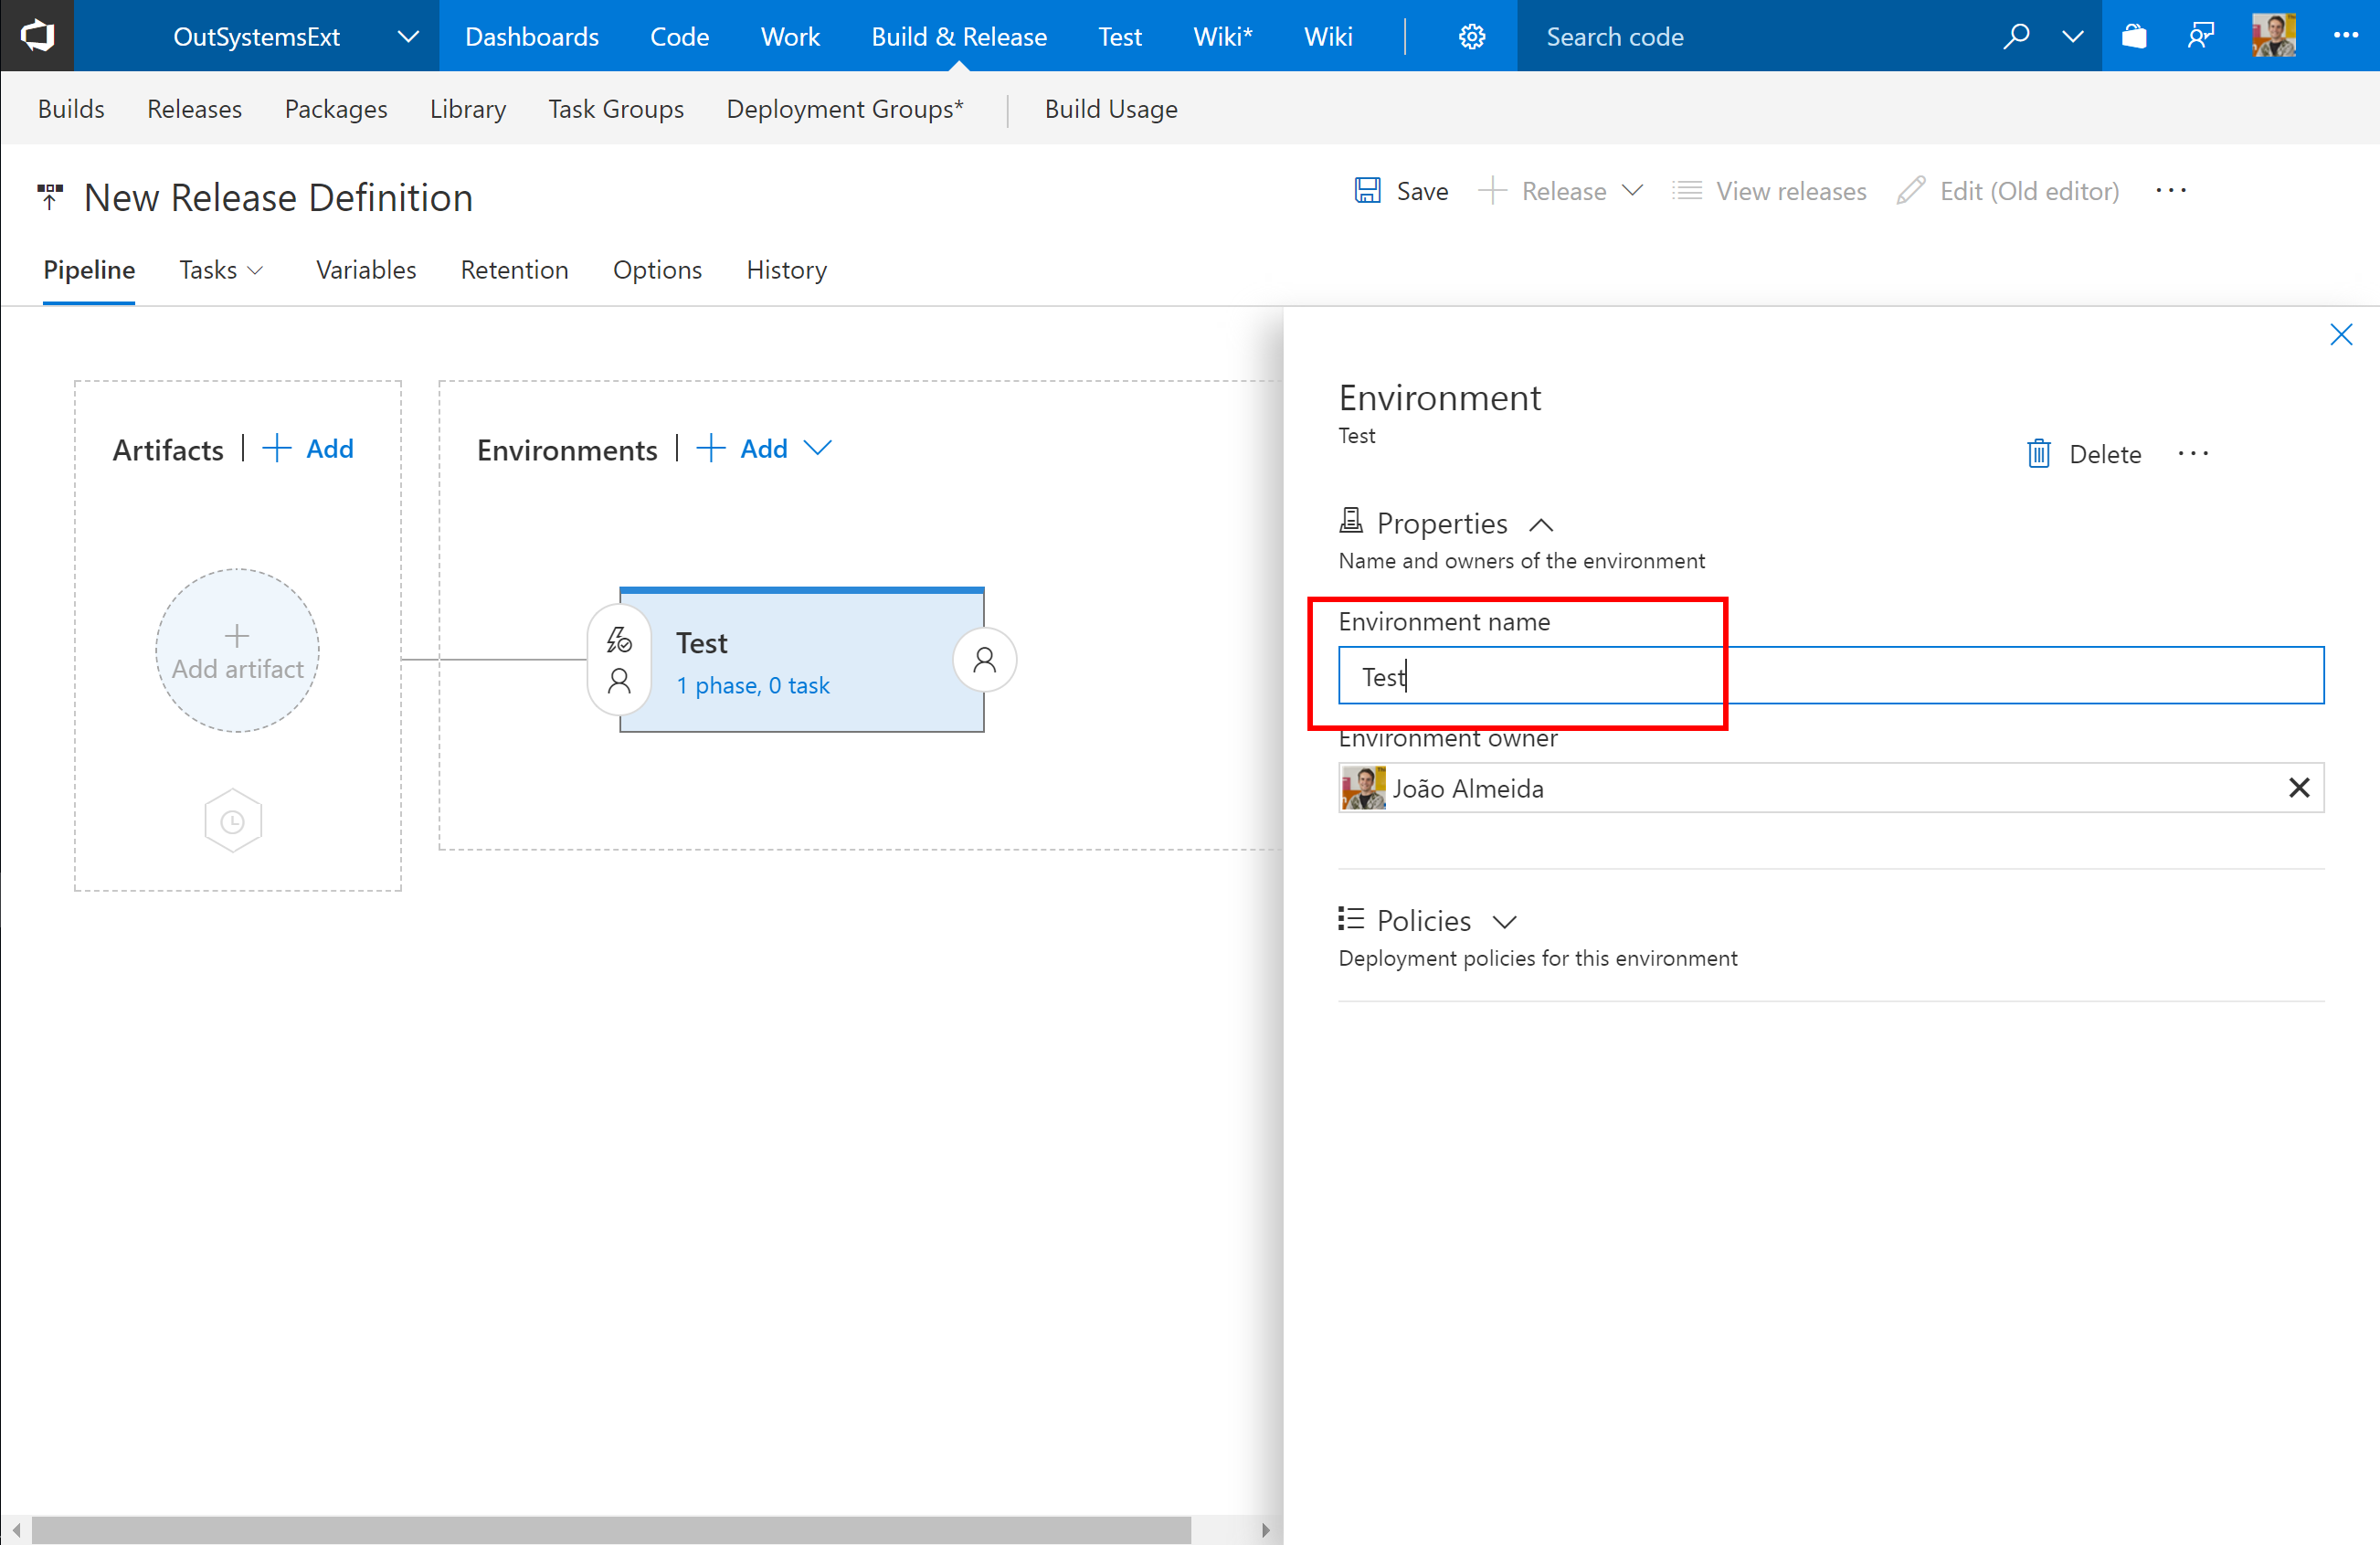 OutSystemsExt Dashboards Code Work Build & Release Test Wiki* Wiki Search code
Builds Releases Packages Library Task Groups Deployment Groups* Build Usage
New Release Definition
Save Release View releases Edit (Old editor) ...
Pipeline Tasks Variables Retention Options History
Artifacts | + Add
Environments | + Add
Add artifact
Test
1 phase, 0 task
Environment
Test
Delete ...
Properties
Name and owners of the environment
Environment name
Test
Environment owner
João Almeida
Policies
Deployment policies for this environment